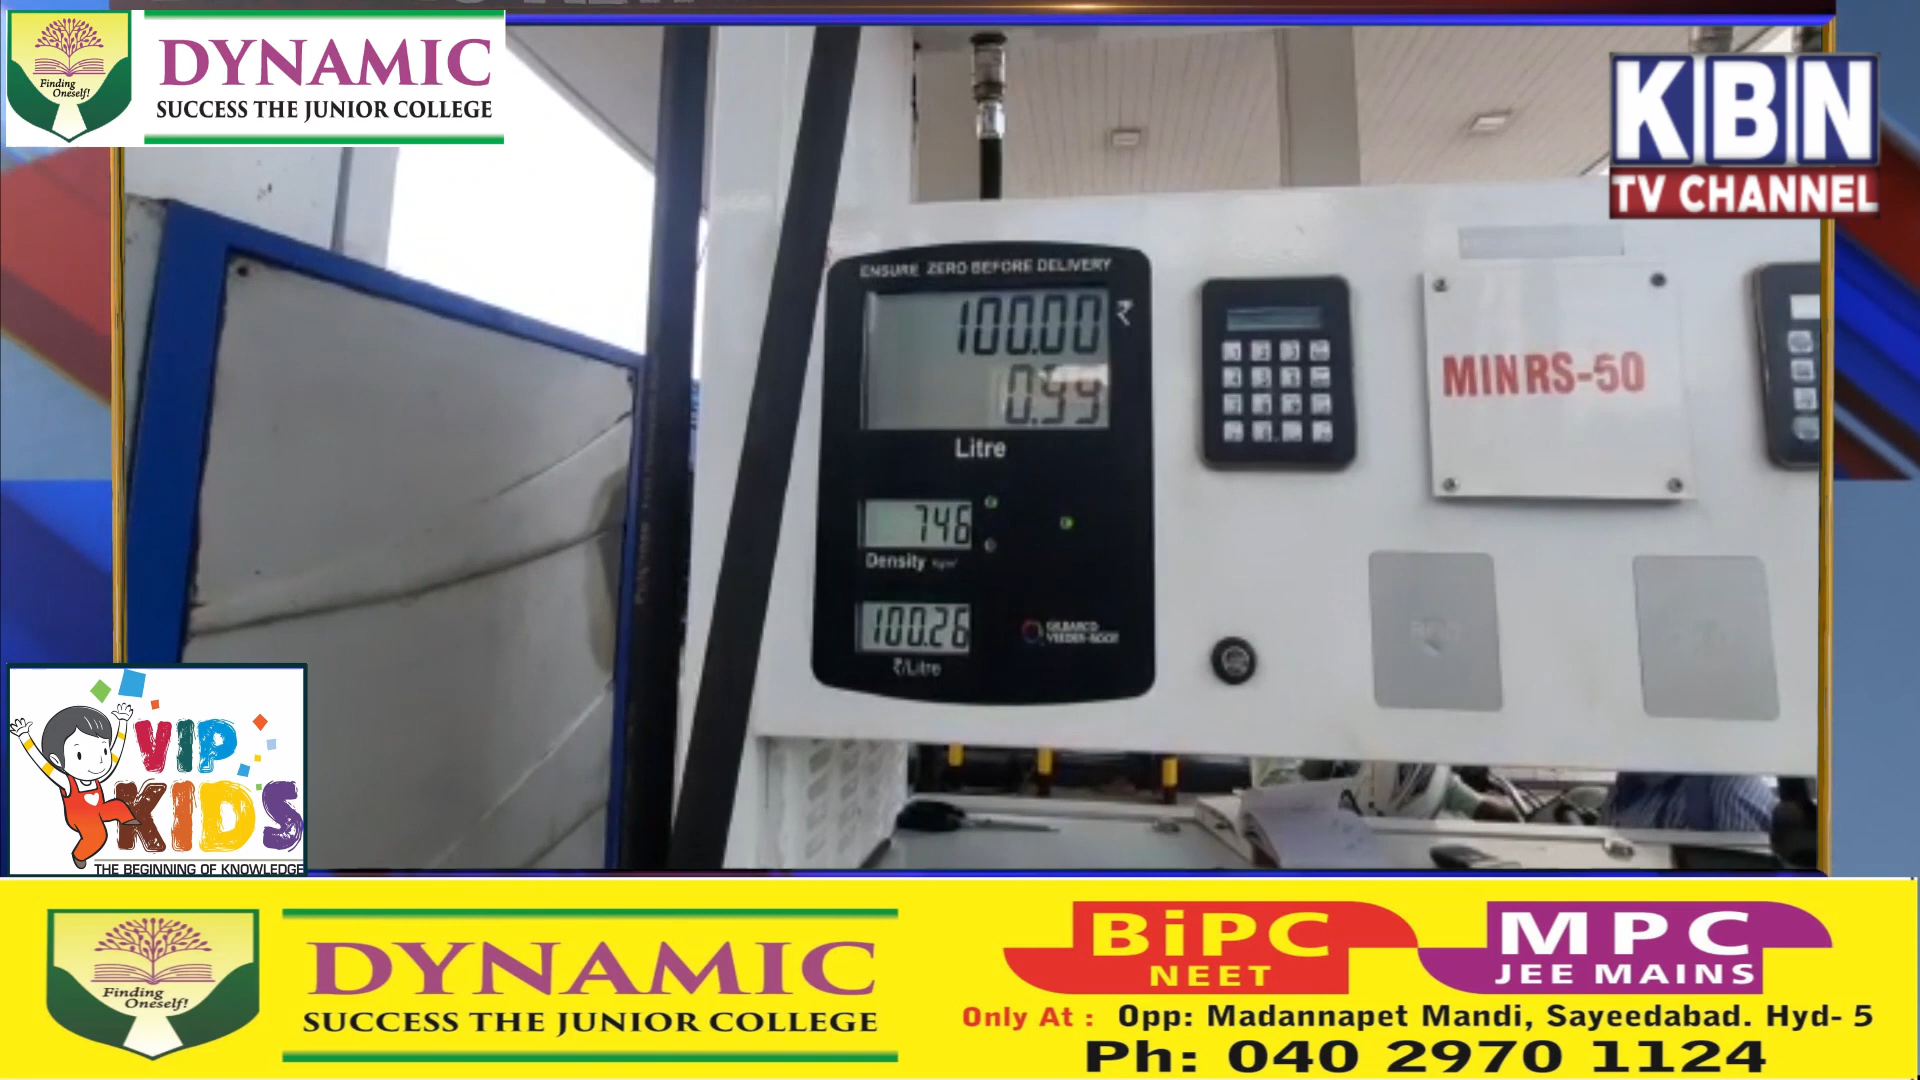 Finding
Oneself!
DYNAMIC
SUCCESS THE JUNIOR COLLEGE
KBN
TV CHANNEL
ENSURE ZERO BEFORE DELIVERY
100.00 ₹
0.99
Litre
746
Density
100.26
₹/Litre
GILBARCO
VEEDER-ROOT
MIN RS-50
VIP
KIDS
THE BEGINNING OF KNOWLEDGE
Finding
Oneself!
DYNAMIC
SUCCESS THE JUNIOR COLLEGE
BiPC
NEET
MPC
JEE MAINS
Only At : Opp: Madannapet Mandi, Sayeedabad. Hyd- 5
Ph: 040 2970 1124